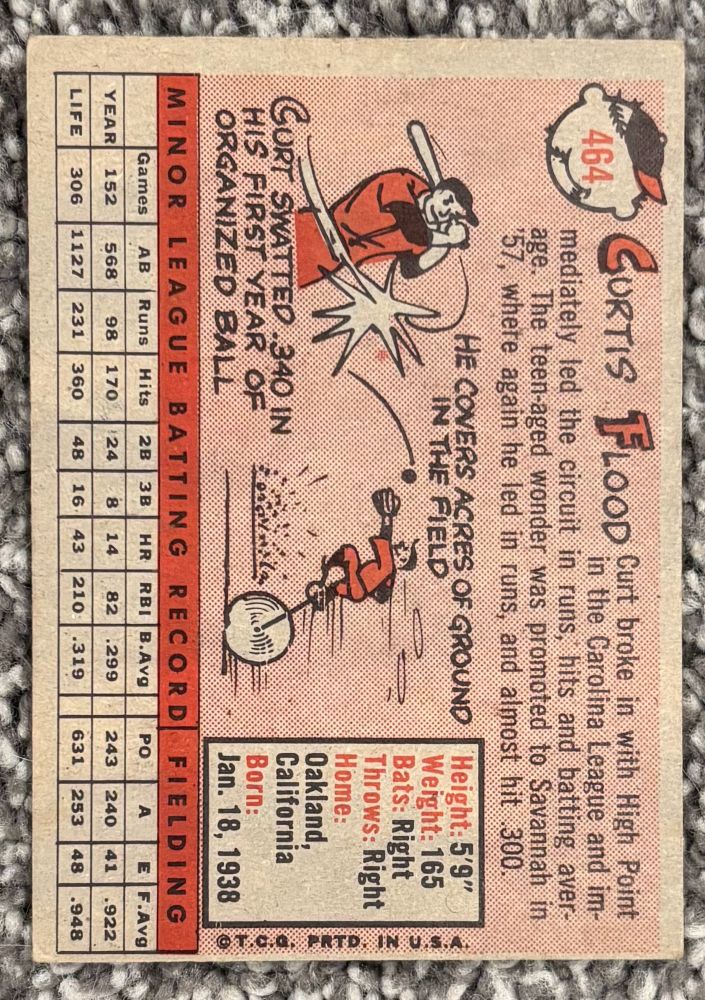 464
CURTIS FLOOD
Curt broke in with High Point
in the Carolina League and im-
mediately led the circuit in runs, hits and batting aver-
age. The teen-aged wonder was promoted to Savannah in
'57, where again he led in runs, and almost hit 300.
HE COVERS ACRES OF GROUND
IN THE FIELD
CURT SWATTED .340 IN
HIS FIRST YEAR OF
ORGANIZED BALL
Height: 5'9"
Weight: 165
Bats: Right
Throws: Right
Home:
Oakland,
California
Born:
Jan. 18, 1938
©T.C.G. PRTD. IN U.S.A.
MINOR LEAGUE BATTING RECORD FIELDING
Games AB Runs Hits 2B 3B HR RBI B.Avg PO A E F.Avg
YEAR 152 568 98 170 24 8 14 82 .299 243 240 41 .922
LIFE 306 1127 231 360 48 16 43 210 .319 631 253 48 .948